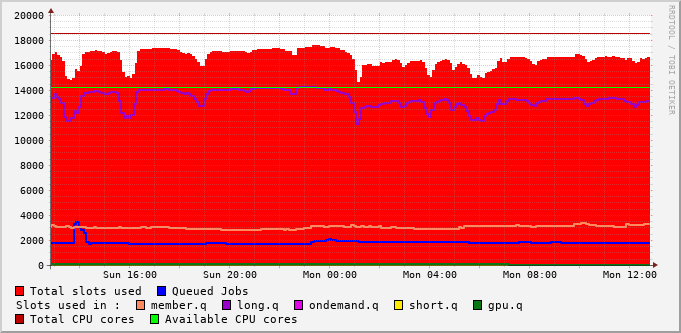 20000
18000
16000
14000
12000
10000
8000
6000
4000
2000
0
Sun 16:00 Sun 20:00 Mon 00:00 Mon 04:00 Mon 08:00 Mon 12:00
RRDTOOL / TOBI OETIKER
Total slots used Queued Jobs
Slots used in : member.q long.q ondemand.q short.q gpu.q
Total CPU cores Available CPU cores